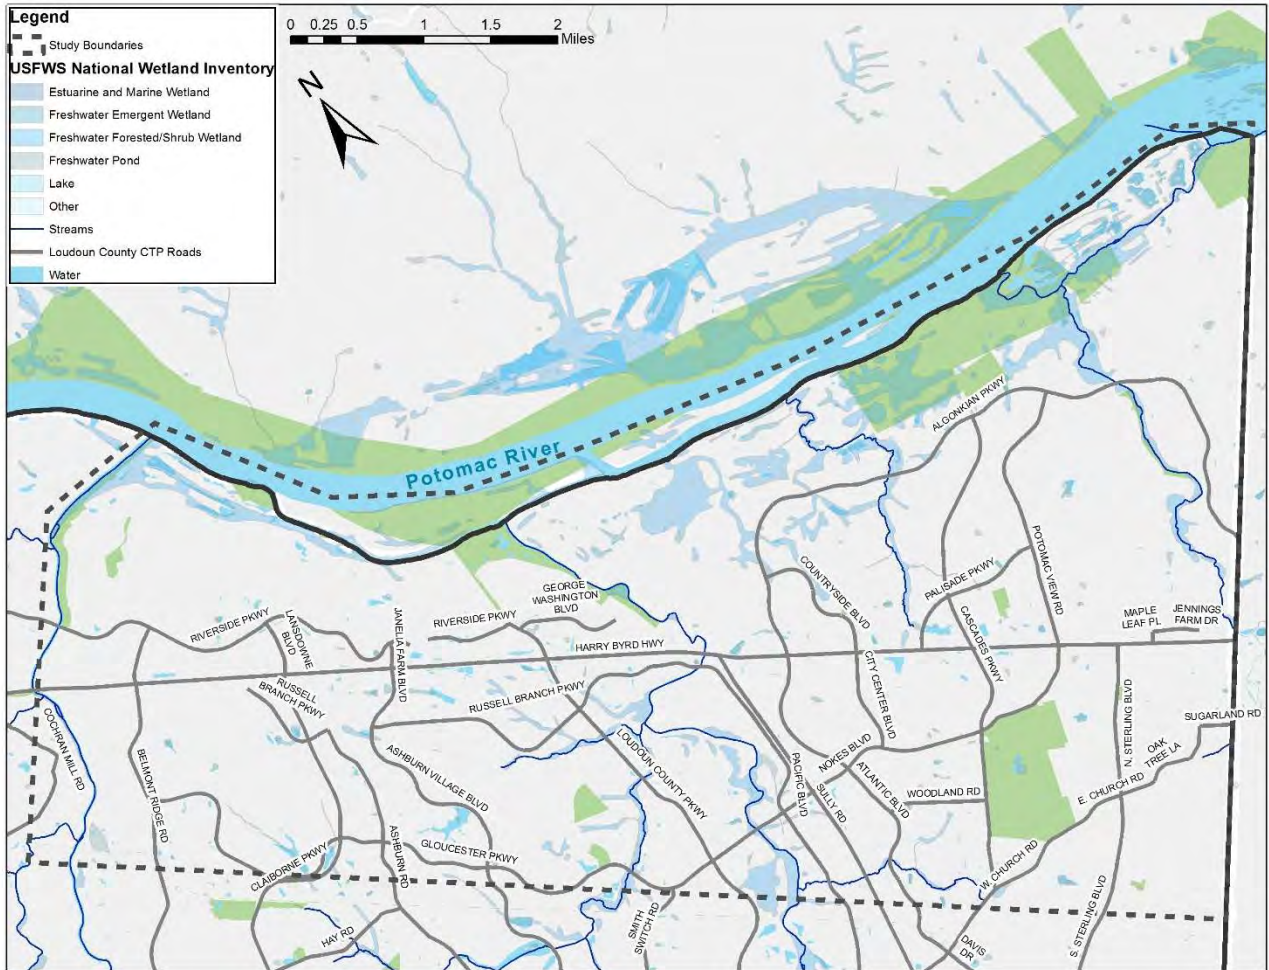 Legend
Study Boundaries
USFWS National Wetland Inventory
Estuarine and Marine Wetland
Freshwater Emergent Wetland
Freshwater Forested/Shrub Wetland
Freshwater Pond
Lake
Other
Streams
Loudoun County CTP Roads
Water
0 0.25 0.5 1 1.5 2
Miles
N
Potomac River
ALGONKIAN PKWY
POTOMAC VIEW RD
COUNTRYSIDE BLVD
PALISADE PKWY
CASCADES PKWY
MAPLE
LEAF PL
JENNINGS
FARM DR
GEORGE
WASHINGTON
BLVD
RIVERSIDE PKWY
LANSDOWNE
BLVD
JANELIA FARM BLVD
RIVERSIDE PKWY
HARRY BYRD HWY
CITY CENTER BLVD
RUSSELL
BRANCH PKWY
RUSSELL BRANCH PKWY
COCHRAN MILL RD
BELMONT RIDGE RD
ASHBURN VILLAGE BLVD
LOUDOUN COUNTY PKWY
PACIFIC BLVD
SULLY RD
NOKES BLVD
ATLANTIC BLVD
WOODLAND RD
N. STERLING BLVD
SUGARLAND RD
OAK
TREE LA
E. CHURCH RD
W. CHURCH RD
CLAIBORNE PKWY
ASHBURN RD
GLOUCESTER PKWY
HAY RD
SMITH
SWITCH RD
DAVIS
DR
S. STERLING BLVD